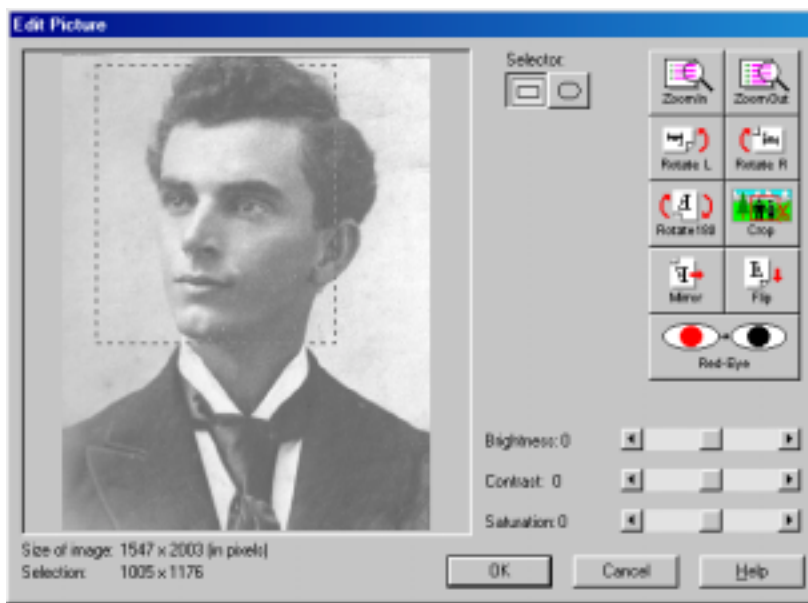 Edit Picture
Selector:
ZoomIn ZoomOut
Rotate L Rotate R
Rotate180 Crop
Mirror Flip
Red-Eye
Brightness: 0
Contrast: 0
Saturation: 0
Size of image: 1547 x 2003 (in pixels)
Selection: 1005 x 1176
OK Cancel Help